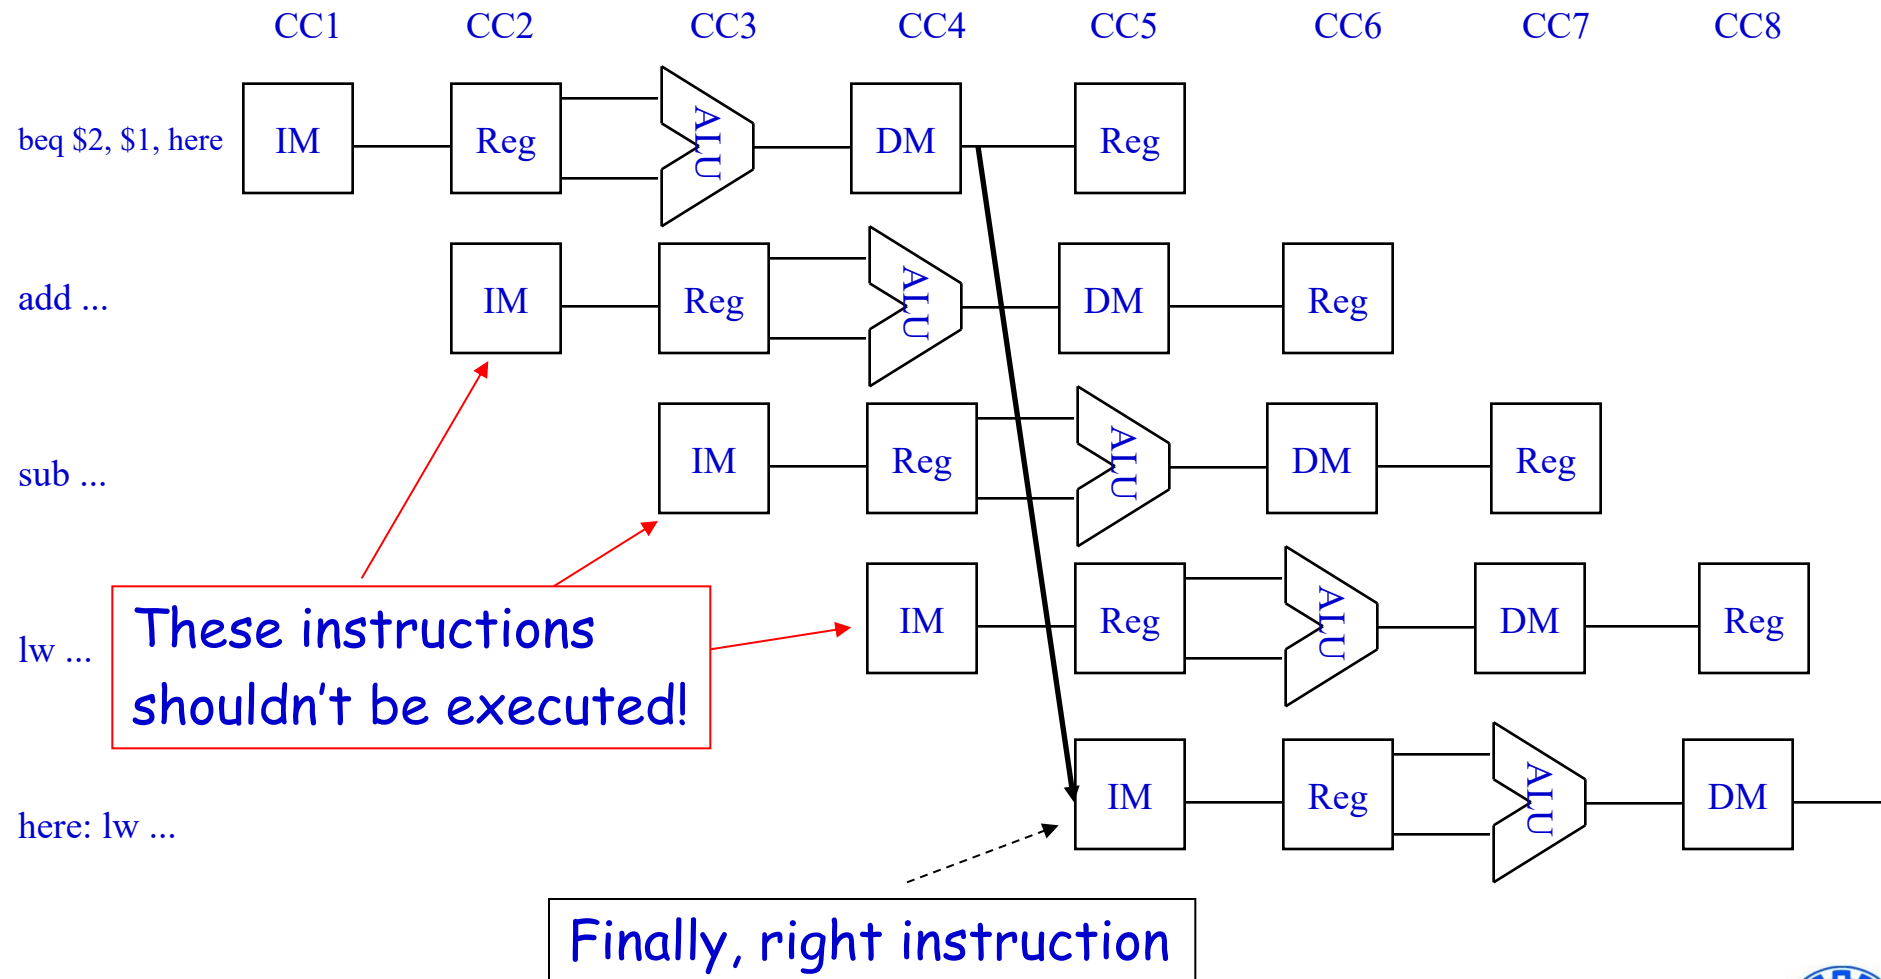 CC1 CC2 CC3 CC4 CC5 CC6 CC7 CC8
beq $2, $1, here IM Reg ALU DM Reg
add ... IM Reg ALU DM Reg
sub ... IM Reg ALU DM Reg
lw ... IM Reg ALU DM Reg
These instructions
shouldn't be executed!
here: lw ... IM Reg ALU DM
Finally, right instruction